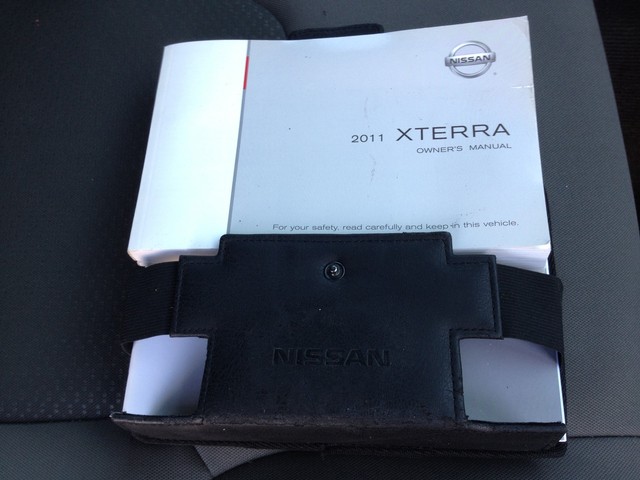 NISSAN
2011 XTERRA
OWNER'S MANUAL
For your safety, read carefully and keep in this vehicle.
NISSAN